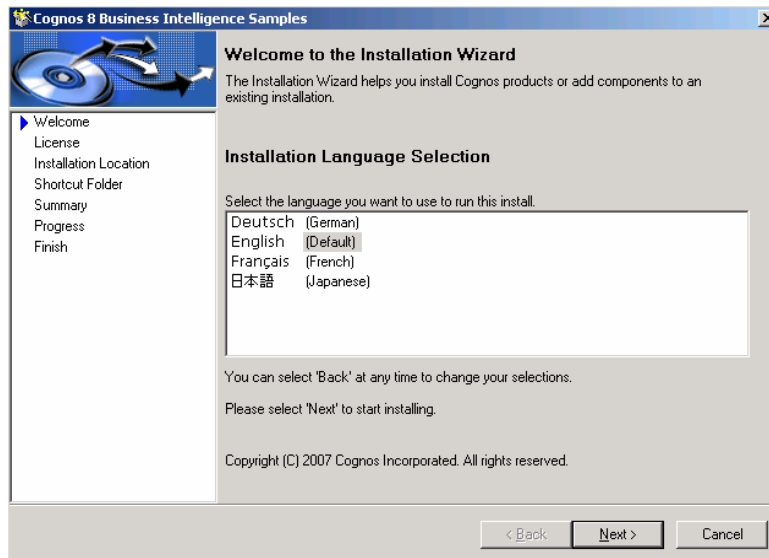 Cognos 8 Business Intelligence Samples
Welcome
License
Installation Location
Shortcut Folder
Summary
Progress
Finish
Welcome to the Installation Wizard
The Installation Wizard helps you install Cognos products or add components to an
existing installation.
Installation Language Selection
Select the language you want to use to run this install.
Deutsch (German)
English (Default)
Français (French)
日本語 (Japanese)
You can select 'Back' at any time to change your selections.
Please select 'Next' to start installing.
Copyright (C) 2007 Cognos Incorporated. All rights reserved.
< Back Next > Cancel